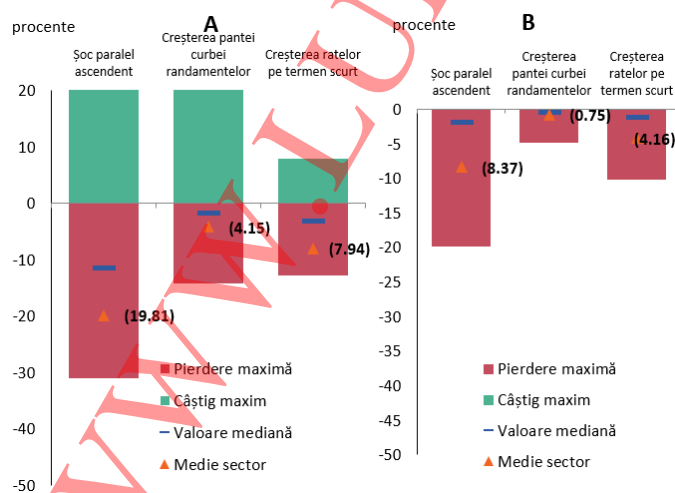 A
procente
Șoc paralel
ascendent
Creșterea pantei
curbei
randamentelor
Creșterea ratelor
pe termen scurt
20
10
0
-10
-20
-30
-40
-50
(19.81)
(4.15)
(7.94)
Pierdere maximă
Câștig maxim
Valoare mediană
Medie sector
B
procente
Șoc paralel
ascendent
Creșterea
pantei curbei
randamentelor
Creșterea
ratelor pe
termen scurt
0
-5
-10
-15
-20
-25
-30
-35
-40
-45
-50
(8.37)
(0.75)
(4.16)
Pierdere maximă
Câștig maxim
Valoare mediană
Medie sector
WWW.LU